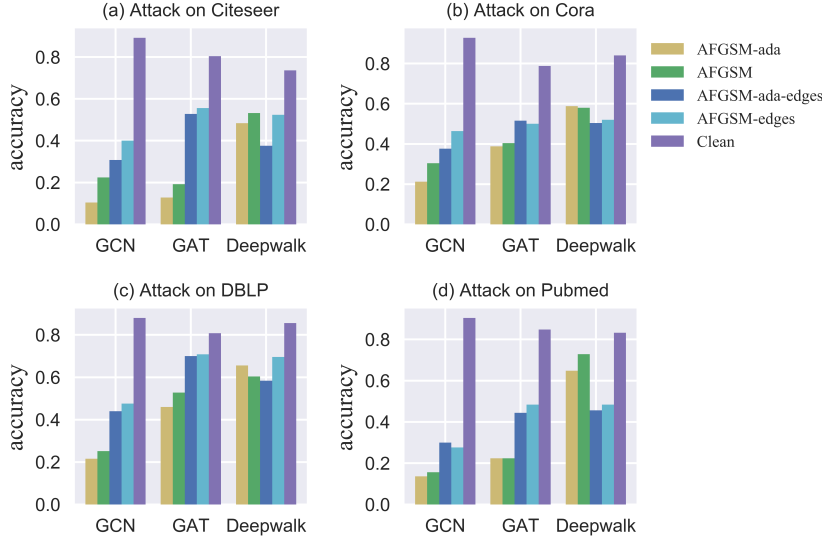 (a) Attack on Citeseer
accuracy
0.8
0.6
0.4
0.2
0.0
GCN GAT Deepwalk
(b) Attack on Cora
accuracy
0.8
0.6
0.4
0.2
0.0
GCN GAT Deepwalk
AFGSM-ada
AFGSM
AFGSM-ada-edges
AFGSM-edges
Clean
(c) Attack on DBLP
accuracy
0.8
0.6
0.4
0.2
0.0
GCN GAT Deepwalk
(d) Attack on Pubmed
accuracy
0.8
0.6
0.4
0.2
0.0
GCN GAT Deepwalk